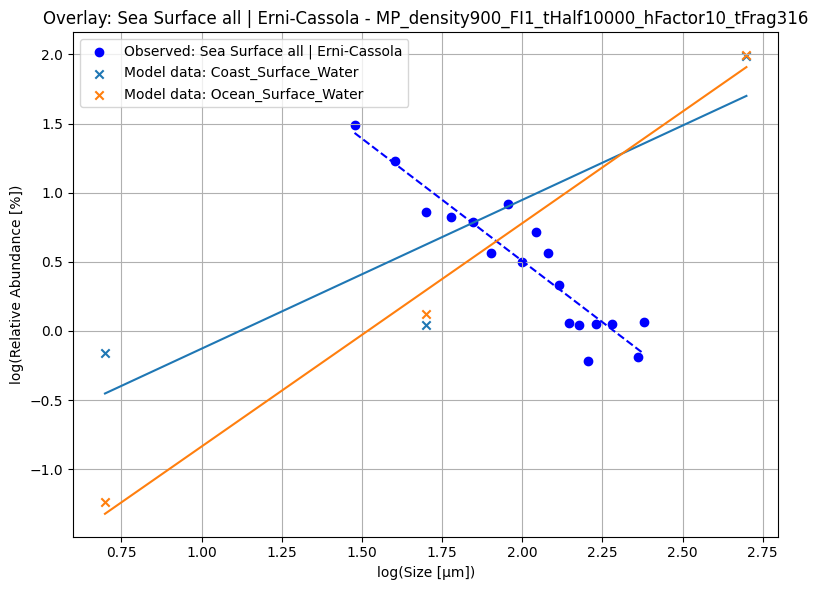 Overlay: Sea Surface all | Erni-Cassola - MP_density900_FI1_tHalf10000_hFactor10_tFrag316
Observed: Sea Surface all | Erni-Cassola
Model data: Coast_Surface_Water
Model data: Ocean_Surface_Water
log(Relative Abundance [%])
2.0
1.5
1.0
0.5
0.0
−0.5
−1.0
0.75 1.00 1.25 1.50 1.75 2.00 2.25 2.50 2.75
log(Size [μm])